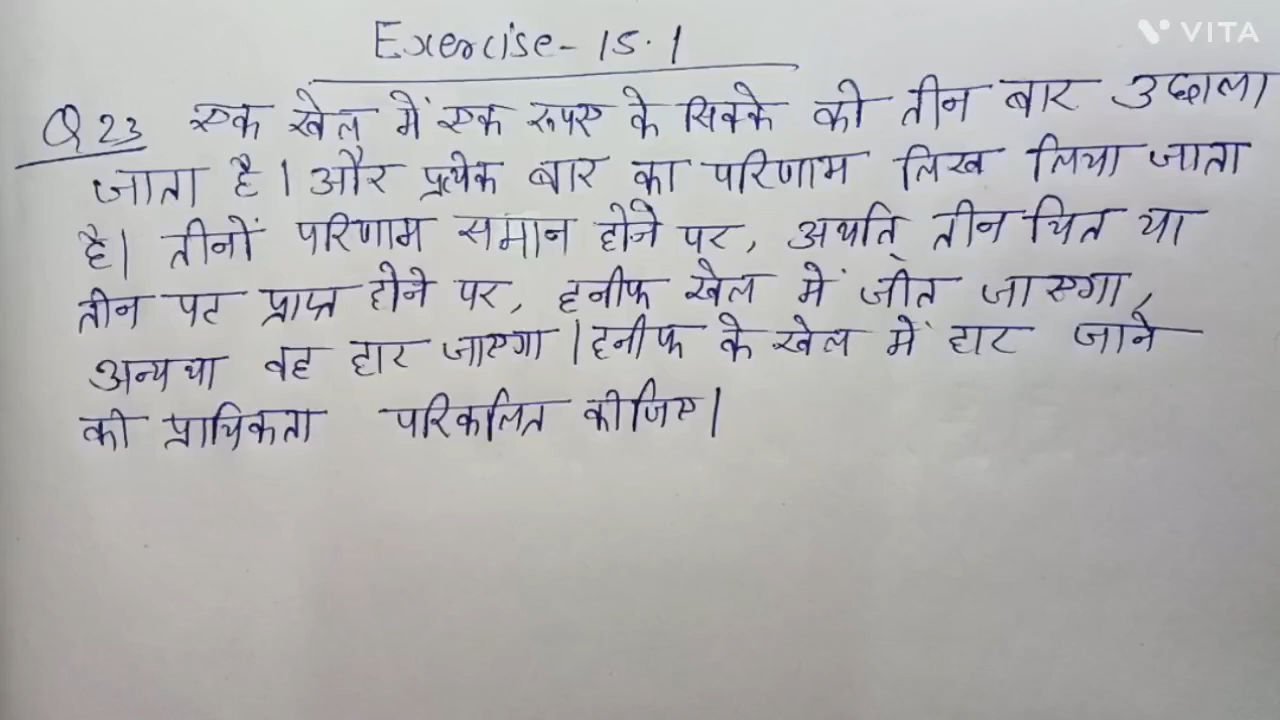 VITA
Exercise-15.1
Q23 एक खेल में एक रुपए के सिक्के को तीन बार उछाला
जाता है। और प्रत्येक बार का परिणाम लिख लिया जाता
है। तीनों परिणाम समान होने पर, अर्थात् तीन चित या
तीन पट प्राप्त होने पर, हनीफ खेल में जीत जाएगा,
अन्यथा वह हार जाएगा। हनीफ के खेल में हार जाने
की प्रायिकता परिकलित कीजिए।